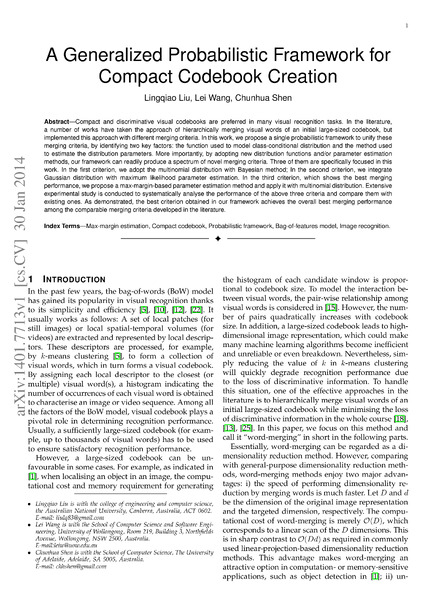 1
A Generalized Probabilistic Framework for
Compact Codebook Creation
Lingqiao Liu, Lei Wang, Chunhua Shen
Abstract—Compact and discriminative visual codebooks are preferred in many visual recognition tasks. In the literature,
a number of works have taken the approach of hierarchically merging visual words of an initial large-sized codebook, but
implemented this approach with different merging criteria. In this work, we propose a single probabilistic framework to unify these
merging criteria, by identifying two key factors: the function used to model class-conditional distribution and the method used
to estimate the distribution parameters. More importantly, by adopting new distribution functions and/or parameter estimation
methods, our framework can readily produce a spectrum of novel merging criteria. Three of them are specifically focused in this
work. In the first criterion, we adopt the multinomial distribution with Bayesian method; In the second criterion, we integrate
Gaussian distribution with maximum likelihood parameter estimation. In the third criterion, which shows the best merging
performance, we propose a max-margin-based parameter estimation method and apply it with multinomial distribution. Extensive
experimental study is conducted to systematically analyse the performance of the above three criteria and compare them with
existing ones. As demonstrated, the best criterion obtained in our framework achieves the overall best merging performance
among the comparable merging criteria developed in the literature.
Index Terms—Max-margin estimation, Compact codebook, Probabilistic framework, Bag-of-features model, Image recognition.
arXiv:1401.7713v1 [cs.CV] 30 Jan 2014
1 INTRODUCTION
In the past few years, the bag-of-words (BoW) model
has gained its popularity in visual recognition thanks
to its simplicity and efficiency [5], [10], [12], [22]. It
usually works as follows: A set of local patches (for
still images) or local spatial-temporal volumes (for
videos) are extracted and represented by local descrip-
tors. These descriptors are processed, for example,
by k-means clustering [5], to form a collection of
visual words, which in turn forms a visual codebook.
By assigning each local descriptor to the closest (or
multiple) visual word(s), a histogram indicating the
number of occurrences of each visual word is obtained
to characterise an image or video sequence. Among all
the factors of the BoW model, visual codebook plays a
pivotal role in determining recognition performance.
Usually, a sufficiently large-sized codebook (for exam-
ple, up to thousands of visual words) has to be used
to ensure satisfactory recognition performance.
However, a large-sized codebook can be un-
favourable in some cases. For example, as indicated in
[1], when localising an object in an image, the compu-
tational cost and memory requirement for generating
• Lingqiao Liu is with the college of engineering and computer science,
the Australian National University, Canberra, Australia, ACT 0602.
E-mail: liulq83@gmail.com
• Lei Wang is with the School of Computer Science and Software Engi-
neering, University of Wollongong, Room 219, Building 3, Northfields
Avenue, Wollongong, NSW 2500, Australia.
• Chunhua Shen is with the School of Computer Science, The University
of Adelaide, Adelaide, SA 5005, Australia.
E-mail: chhshen@gmail.com
the histogram of each candidate window is propor-
tional to codebook size. To model the interaction
between visual words, the pair-wise relationship among
visual words is considered in [15]. However, the num-
ber of pairs quadratically increases with codebook
size. In addition, a large codebook leads to high-
dimensional image representation, which could make
many machine learning algorithms become inefficient
and unreliable or even breakdown. Nevertheless, sim-
ply reducing the value of k in k-means clustering
will quickly degrade recognition performance due
to the loss of discriminative information. To handle
this situation, one of the effective approaches in the
literature is to hierarchically merge visual words of an
initial large-sized codebook while minimising the loss
of discriminative information in the whole course [18],
[13], [25]. In this paper, we focus on this method and
call it "word-merging" in short in the following parts.
Essentially, word-merging can be regarded as a di-
mensionality reduction method. However, comparing
with general-purpose dimensionality reduction meth-
ods, word-merging methods enjoy two major advan-
tages: i) the speed of performing dimensionality re-
duction by merging words is much faster. Let D and d
be the dimension of the original image representation
and the targeted dimension, respectively. The compu-
tational cost of word-merging is merely O(D), which
corresponds to a linear scan of the D dimensions. This
is in sharp contrast to O(Dd) as required in commonly
used linear-projection-based dimensionality reduction
methods. This advantage makes word-merging an
attractive option in computation- or memory-sensitive
applications, such as object detection in [1]; ii) un-